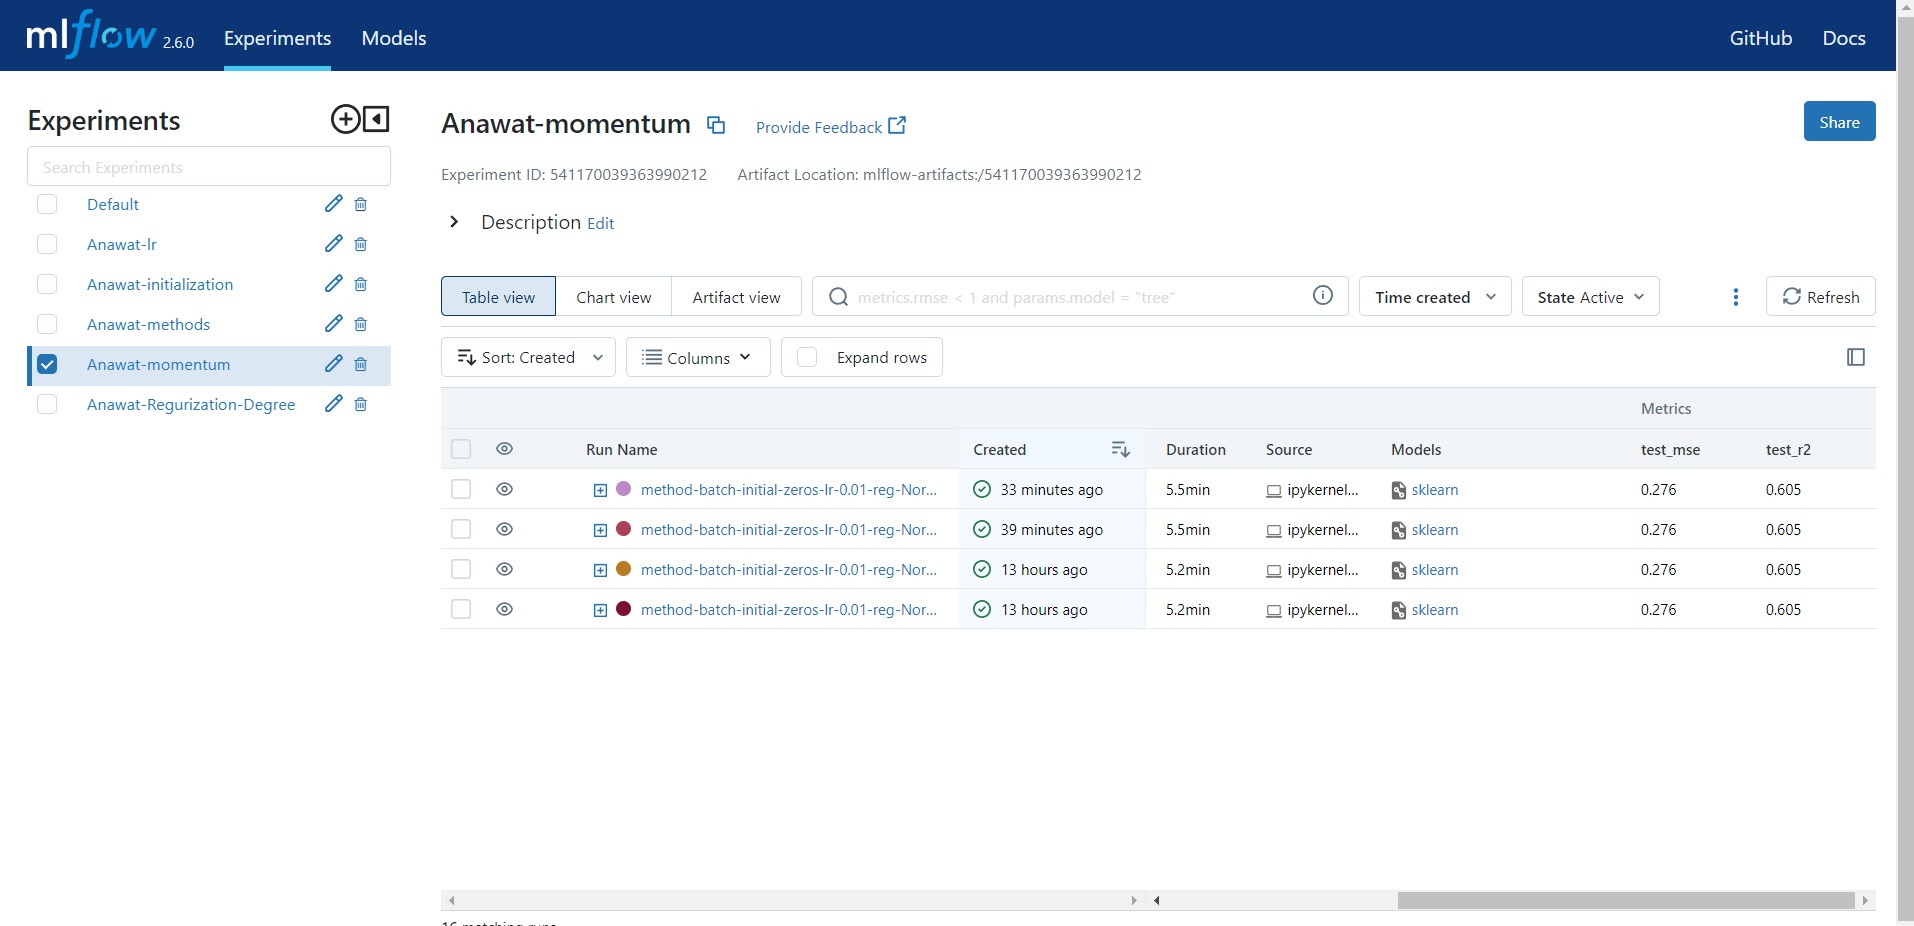 mlflow 2.6.0 Experiments Models GitHub Docs
Experiments
Search Experiments
Default
Anawat-lr
Anawat-initialization
Anawat-methods
Anawat-momentum
Anawat-Regurization-Degree
Anawat-momentum Provide Feedback Share
Experiment ID: 541170039363990212 Artifact Location: mlflow-artifacts:/541170039363990212
Description Edit
Table view Chart view Artifact view metrics.rmse < 1 and params.model = "tree" Time created State Active Refresh
Sort: Created Columns Expand rows
Metrics
Run Name Created Duration Source Models test_mse test_r2
method-batch-initial-zeros-lr-0.01-reg-Nor... 33 minutes ago 5.5min ipykernel... sklearn 0.276 0.605
method-batch-initial-zeros-lr-0.01-reg-Nor... 39 minutes ago 5.5min ipykernel... sklearn 0.276 0.605
method-batch-initial-zeros-lr-0.01-reg-Nor... 13 hours ago 5.2min ipykernel... sklearn 0.276 0.605
method-batch-initial-zeros-lr-0.01-reg-Nor... 13 hours ago 5.2min ipykernel... sklearn 0.276 0.605
16 matching runs